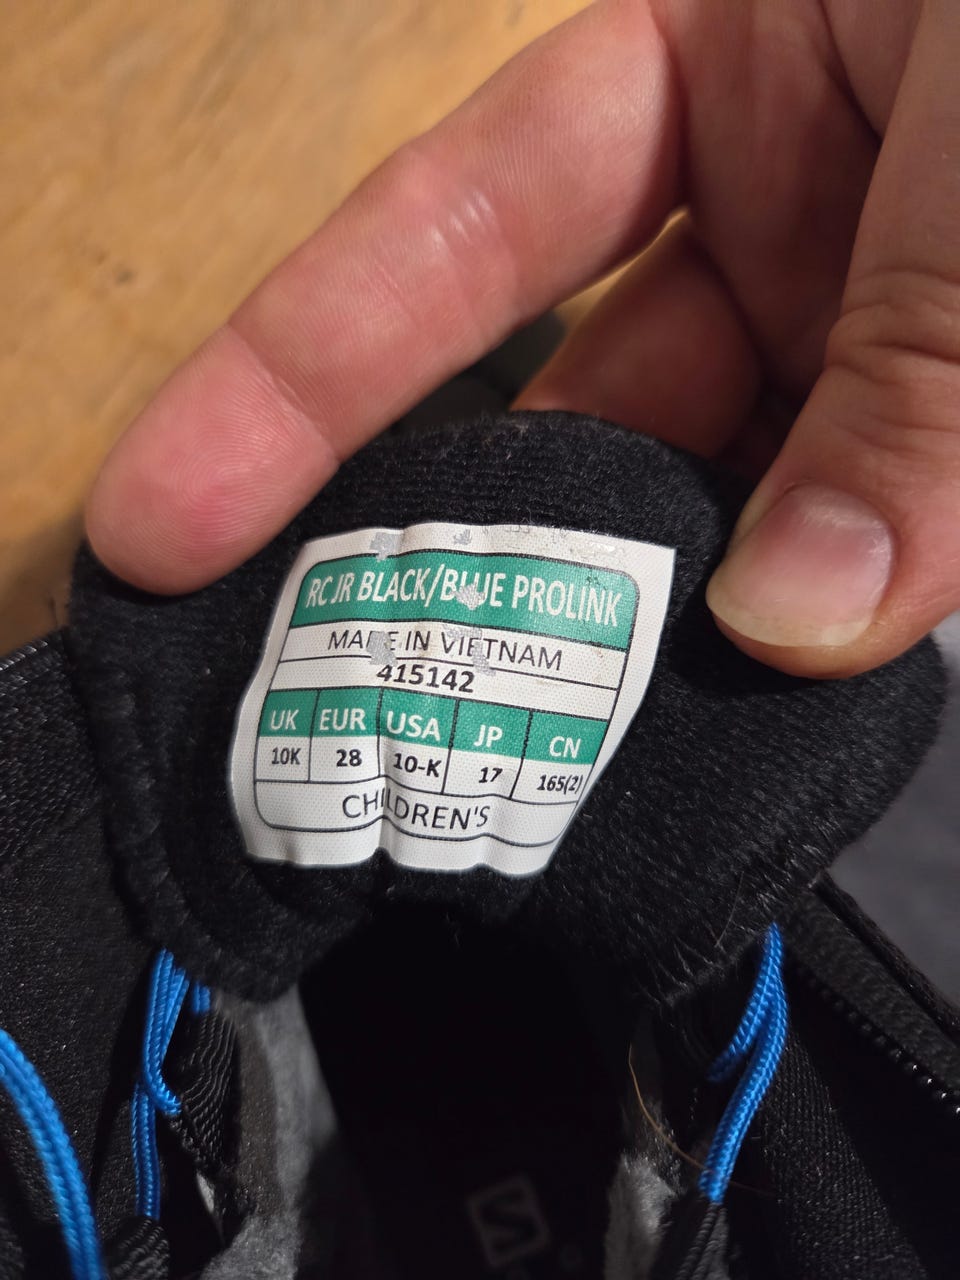 RC JR BLACK/BLUE PROLINK
MADE IN VIETNAM
415142
UK EUR USA JP CN
10K 28 10-K 17 165(2)
CHILDREN'S